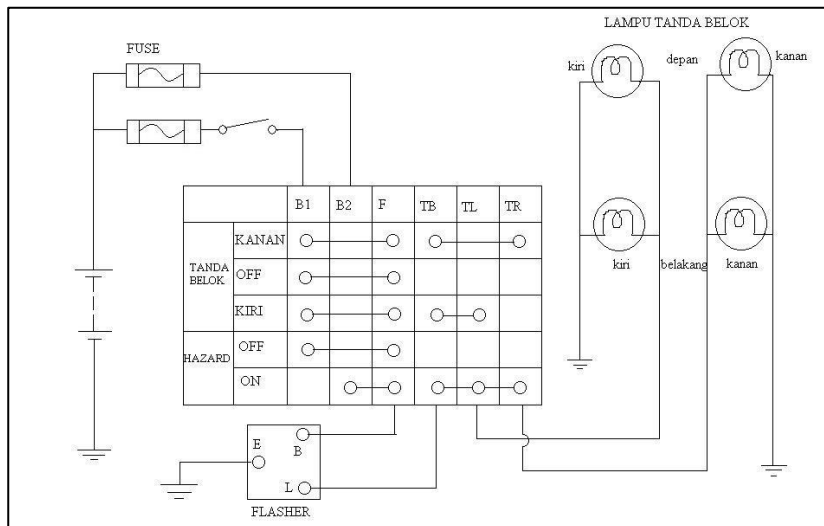 LAMPU TANDA BELOK
FUSE
kiri
depan
kanan
B1 B2 F TB TL TR
TANDA BELOK
KANAN
OFF
KIRI
HAZARD
OFF
ON
kiri
belakang
kanan
E
B
L
FLASHER